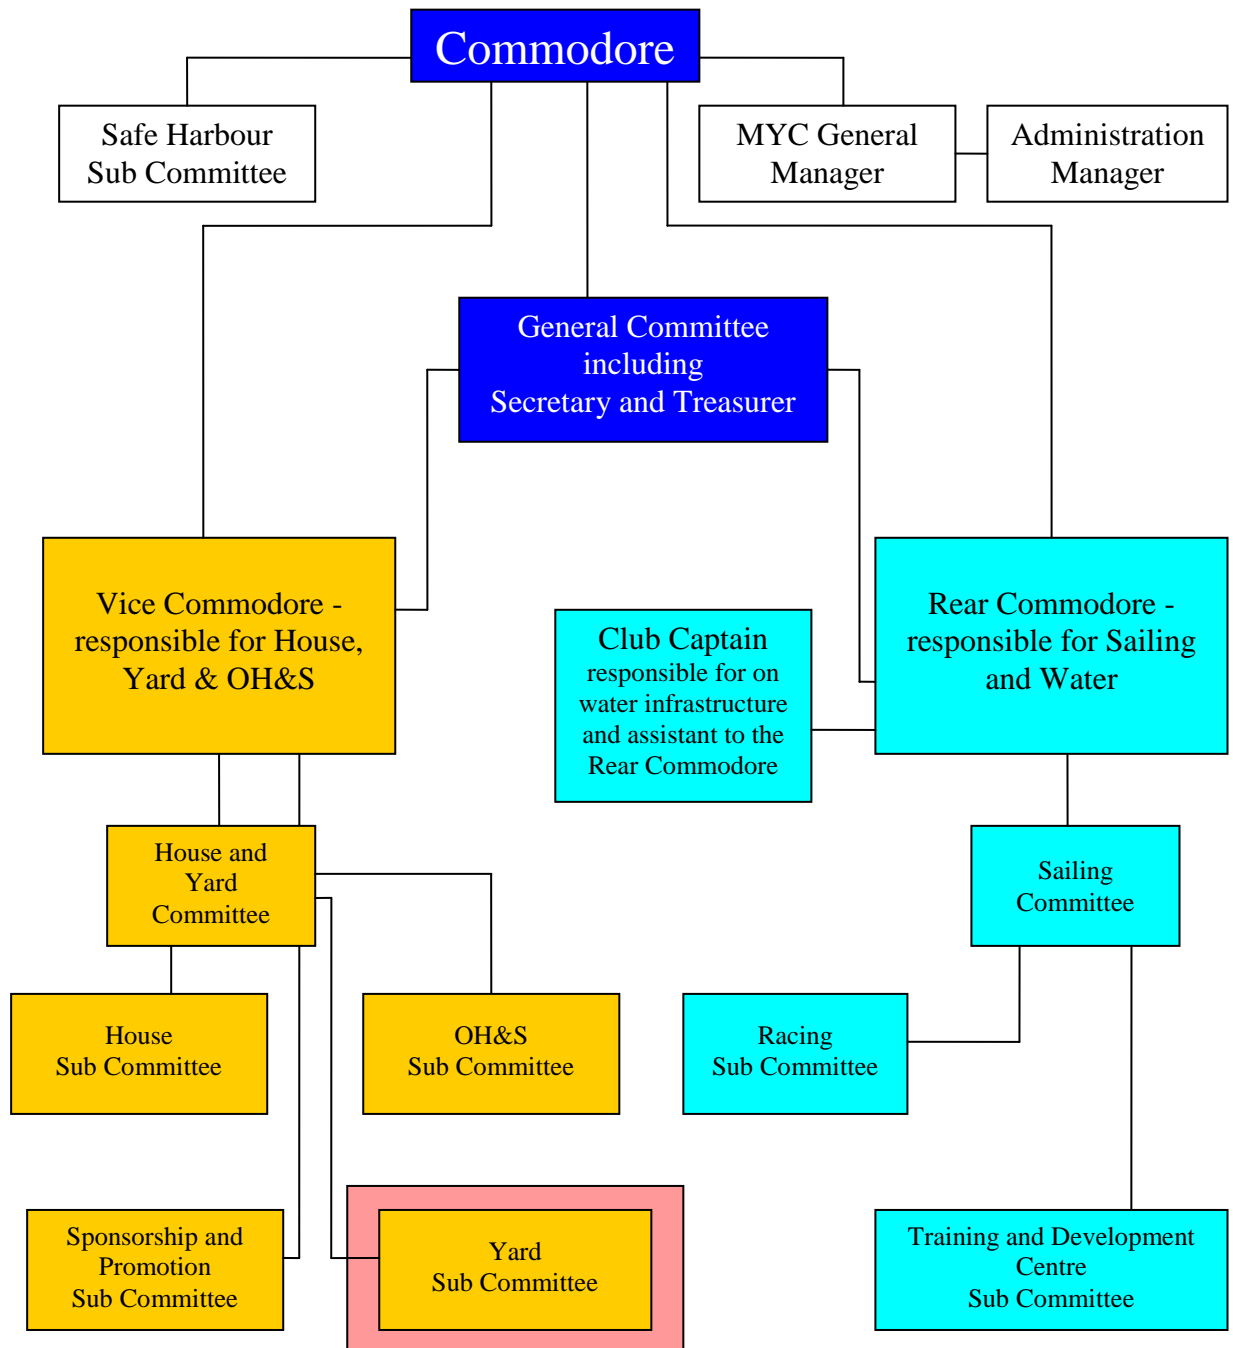 Commodore
Safe Harbour
Sub Committee
MYC General
Manager
Administration
Manager
General Committee
including
Secretary and Treasurer
Vice Commodore -
responsible for House,
Yard & OH&S
Club Captain
responsible for on
water infrastructure
and assistant to the
Rear Commodore
Rear Commodore -
responsible for Sailing
and Water
House and
Yard
Committee
Sailing
Committee
House
Sub Committee
OH&S
Sub Committee
Racing
Sub Committee
Sponsorship and
Promotion
Sub Committee
Yard
Sub Committee
Training and Development
Centre
Sub Committee